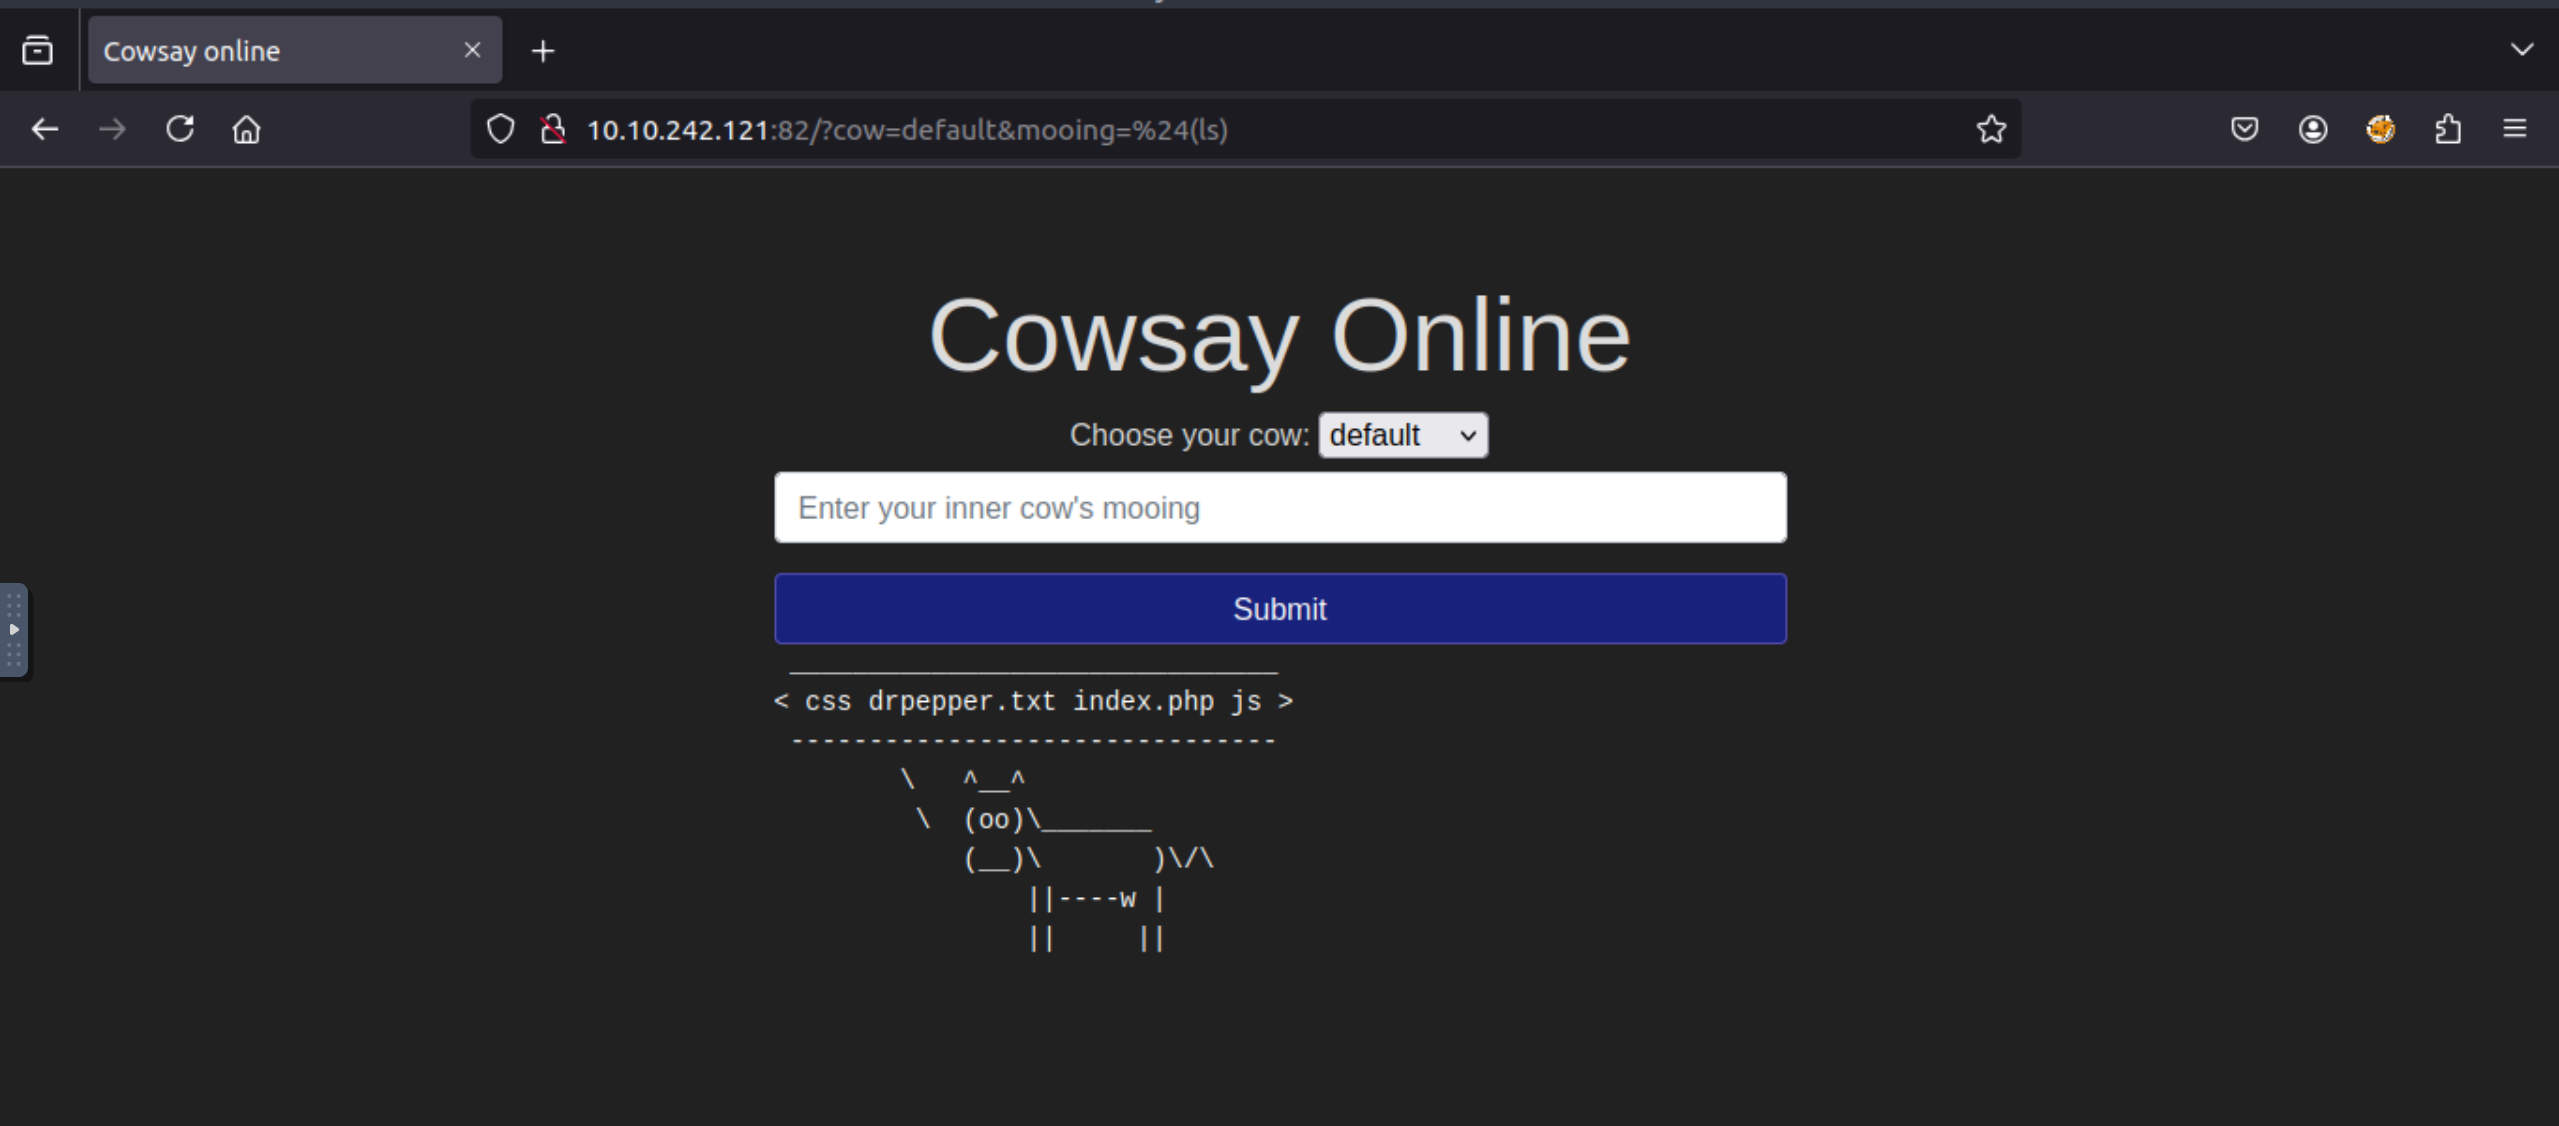 Cowsay online
10.10.242.121:82/?cow=default&mooing=%24(ls)
Cowsay Online
Choose your cow: default
Enter your inner cow's mooing
Submit
 _______________________________
< css drpepper.txt index.php js >
 -------------------------------
        \   ^__^
         \  (oo)\_______
            (__)\       )\/\
                ||----w |
                ||     ||